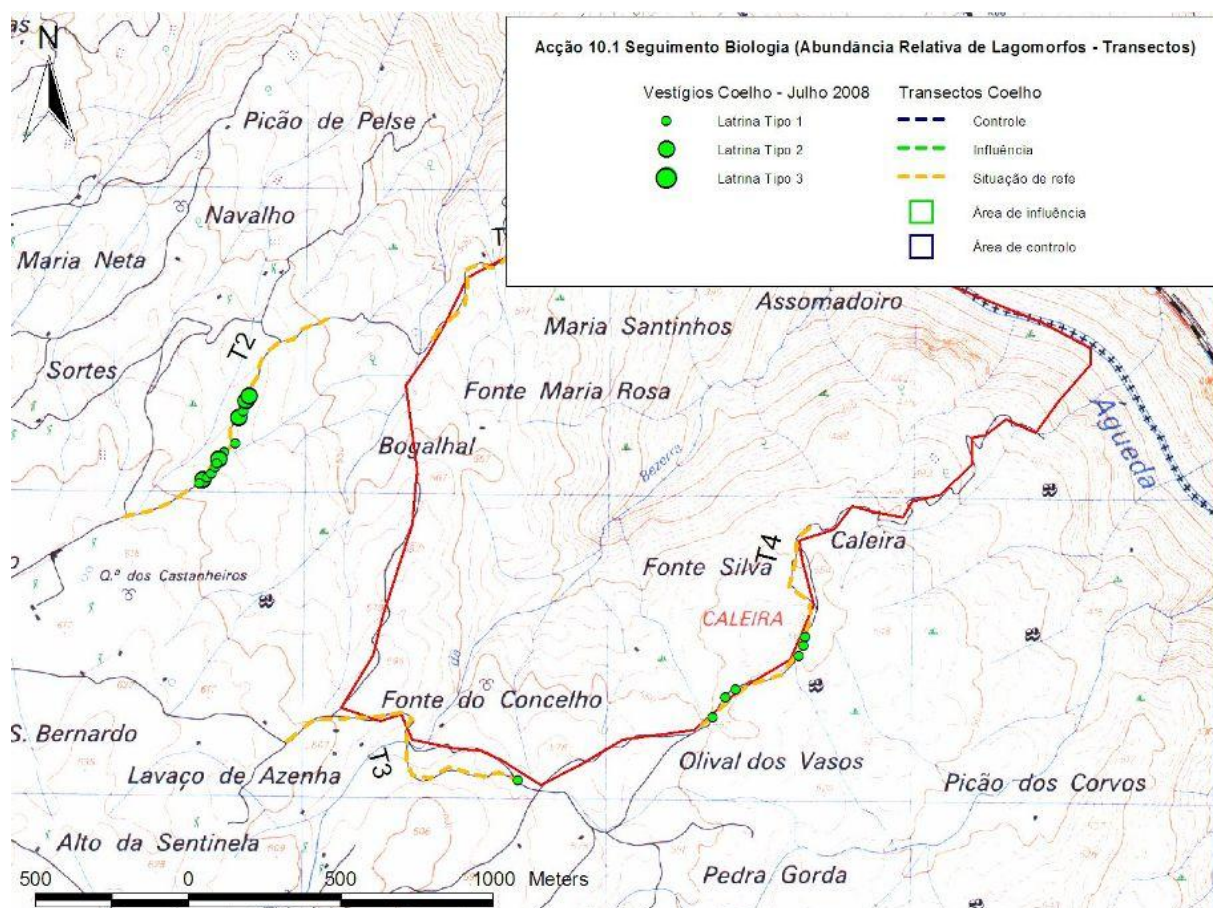 N
Acção 10.1 Seguimento Biologia (Abundância Relativa de Lagomorfos - Transectos)
Vestígios Coelho - Julho 2008
Transectos Coelho
Latrina Tipo 1
Controle
Latrina Tipo 2
Influência
Latrina Tipo 3
Situação de refe
Área de influência
Área de controlo
Picão de Pelse
Navalho
Maria Neta
Assomadoiro
Maria Santinhos
T2
Sortes
Fonte Maria Rosa
Águeda
Bogalhal
Bezerra
T4
Caleira
Fonte Silva
Q.ª dos Castanheiros
CALEIRA
da
Fonte do Concelho
S. Bernardo
T3
Lavaço de Azenha
Olival dos Vasos
Picão dos Corvos
Alto da Sentinela
Pedra Gorda
500 0 500 1000 Meters